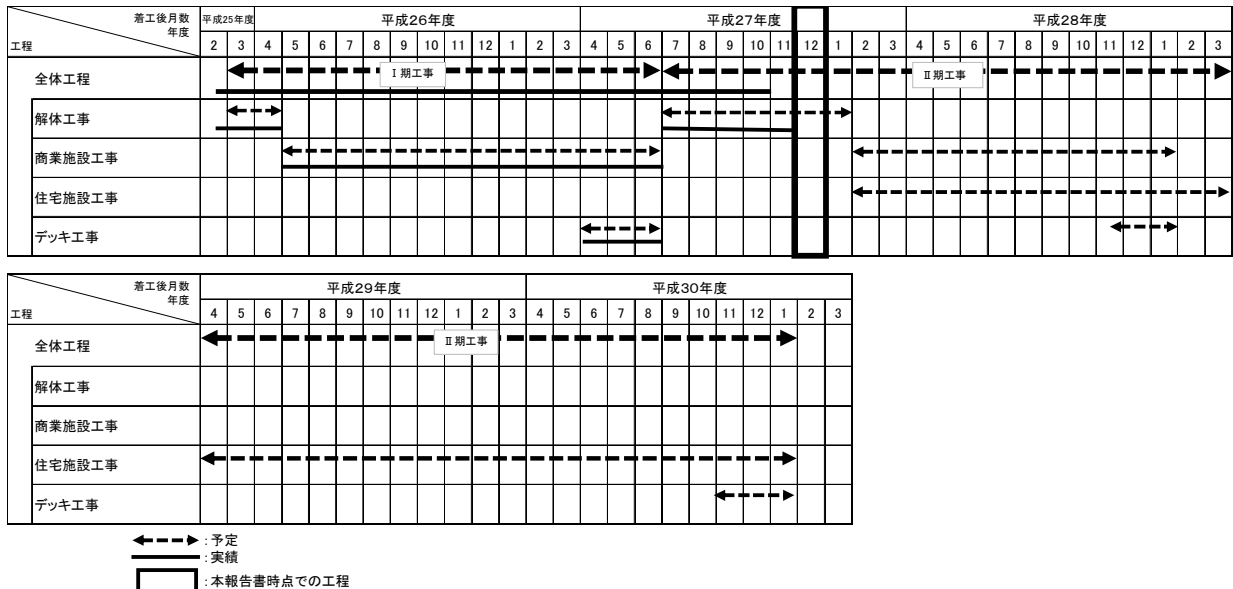 着工後月数
年度
工程
平成25年度 平成26年度 平成27年度 平成28年度
2 3 4 5 6 7 8 9 10 11 12 1 2 3 4 5 6 7 8 9 10 11 12 1 2 3 4 5 6 7 8 9 10 11 12 1 2 3
全体工程
Ⅰ期工事 Ⅱ期工事
解体工事
商業施設工事
住宅施設工事
デッキ工事
着工後月数
年度
工程
平成29年度 平成30年度
4 5 6 7 8 9 10 11 12 1 2 3 4 5 6 7 8 9 10 11 12 1 2 3
全体工程
Ⅱ期工事
解体工事
商業施設工事
住宅施設工事
デッキ工事
:予定
:実績
:本報告書時点での工程